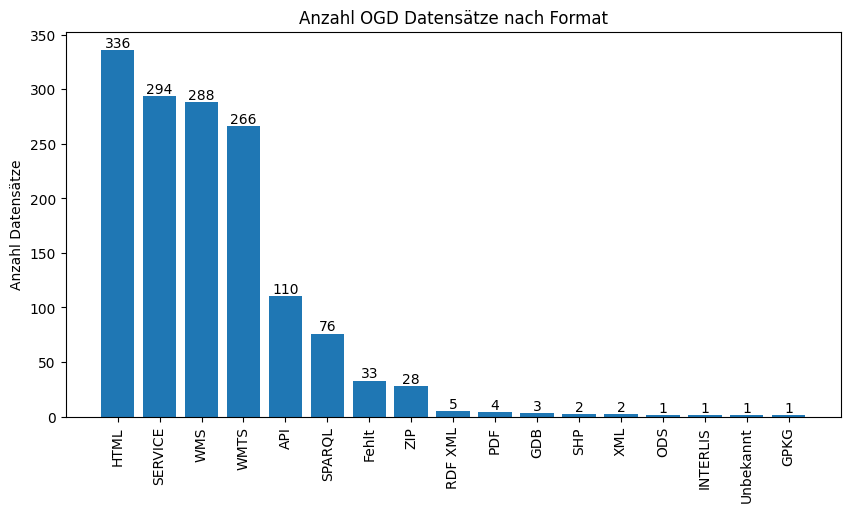 Anzahl OGD Datensätze nach Format
Anzahl Datensätze
350
300
250
200
150
100
50
0
336
294
288
266
110
76
33
28
5
4
3
2
2
1
1
1
1
HTML
SERVICE
WMS
WMTS
API
SPARQL
Fehlt
ZIP
RDF XML
PDF
GDB
SHP
XML
ODS
INTERLIS
Unbekannt
GPKG